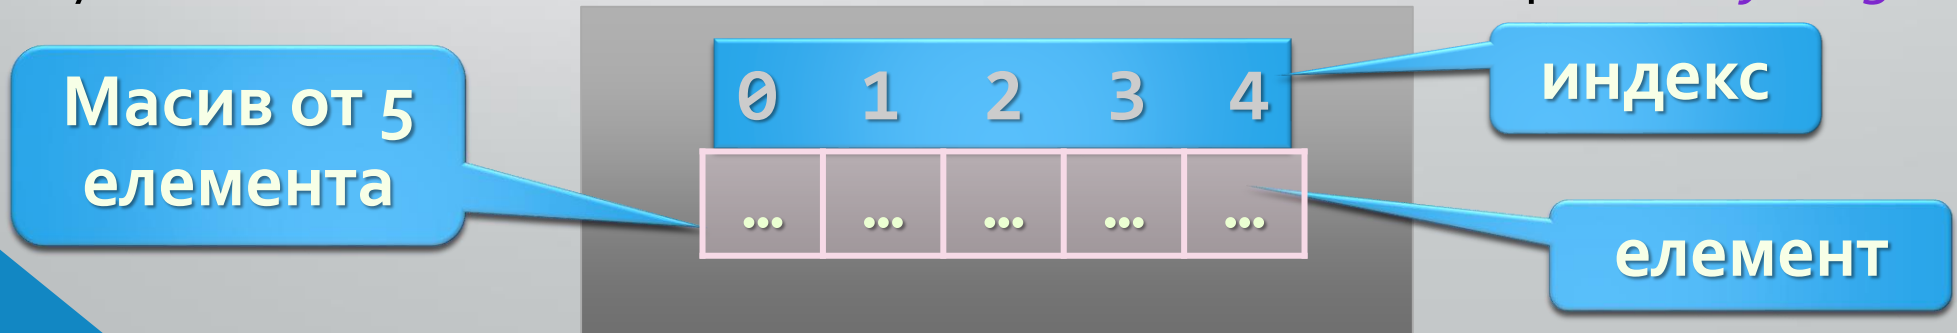 Масив от 5
елемента
0 1 2 3 4
... ... ... ... ...
индекс
елемент